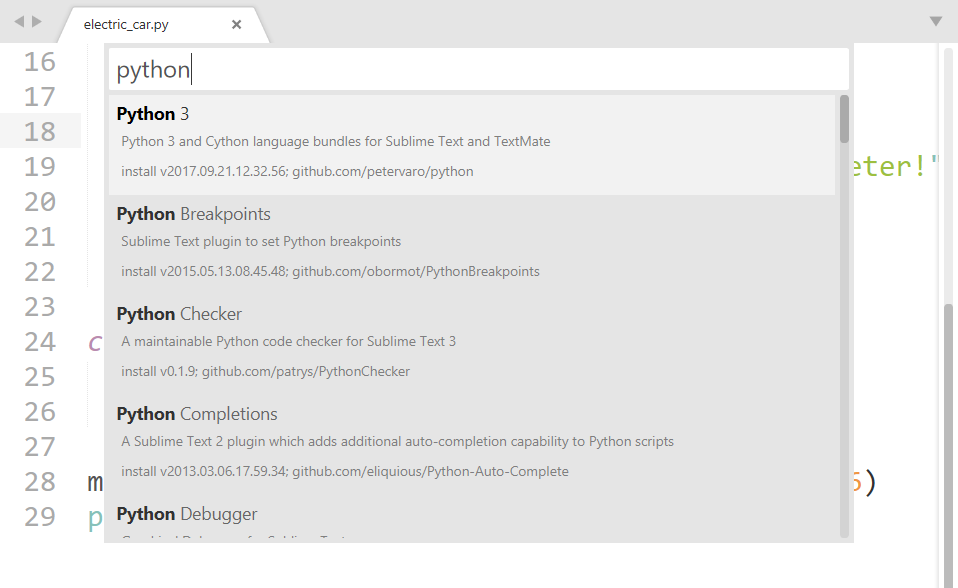 electric_car.py
python
16
17
18
19 eter!"
20
21
22
23
24 c
25
26
27
28 m 5)
29 p
Python 3
Python 3 and Cython language bundles for Sublime Text and TextMate
install v2017.09.21.12.32.56; github.com/petervaro/python
Python Breakpoints
Sublime Text plugin to set Python breakpoints
install v2015.05.13.08.45.48; github.com/obormot/PythonBreakpoints
Python Checker
A maintainable Python code checker for Sublime Text 3
install v0.1.9; github.com/patrys/PythonChecker
Python Completions
A Sublime Text 2 plugin which adds additional auto-completion capability to Python scripts
install v2013.03.06.17.59.34; github.com/eliquious/Python-Auto-Complete
Python Debugger